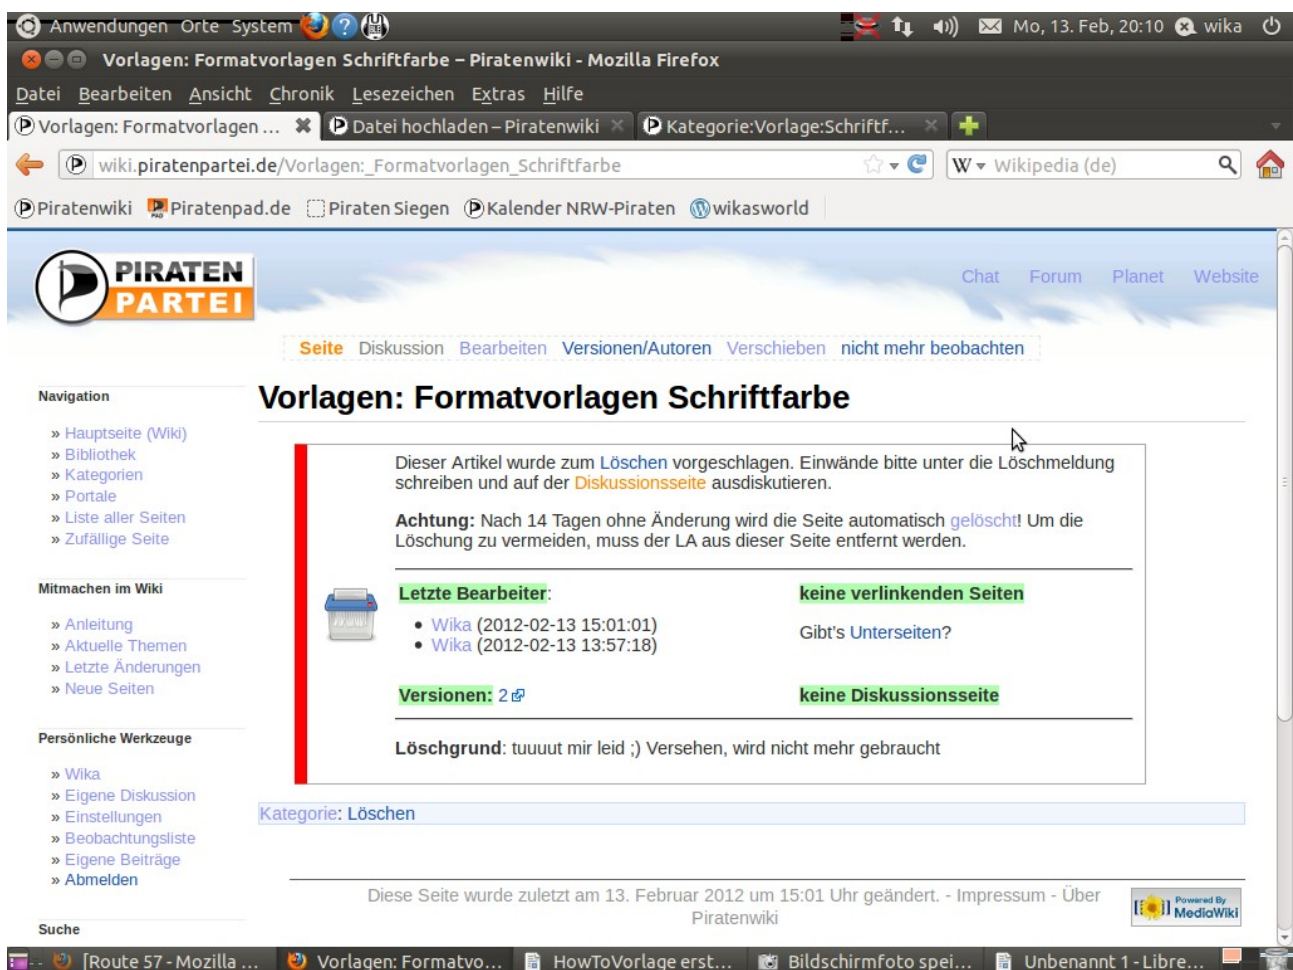 Anwendungen Orte System Mo, 13. Feb, 20:10 wika
Vorlagen: Formatvorlagen Schriftfarbe – Piratenwiki - Mozilla Firefox
Datei Bearbeiten Ansicht Chronik Lesezeichen Extras Hilfe
Vorlagen: Formatvorlagen ... Datei hochladen – Piratenwiki Kategorie:Vorlage:Schriftf...
wiki.piratenpartei.de/Vorlagen:_Formatvorlagen_Schriftfarbe W Wikipedia (de)
Piratenwiki Piratenpad.de Piraten Siegen Kalender NRW-Piraten wikasworld
PIRATEN
PARTEI
Chat Forum Planet Website
Seite Diskussion Bearbeiten Versionen/Autoren Verschieben nicht mehr beobachten
Navigation
» Hauptseite (Wiki)
» Bibliothek
» Kategorien
» Portale
» Liste aller Seiten
» Zufällige Seite
Mitmachen im Wiki
» Anleitung
» Aktuelle Themen
» Letzte Änderungen
» Neue Seiten
Persönliche Werkzeuge
» Wika
» Eigene Diskussion
» Einstellungen
» Beobachtungsliste
» Eigene Beiträge
» Abmelden
Suche
Vorlagen: Formatvorlagen Schriftfarbe
Dieser Artikel wurde zum Löschen vorgeschlagen. Einwände bitte unter die Löschmeldung
schreiben und auf der Diskussionsseite ausdiskutieren.
Achtung: Nach 14 Tagen ohne Änderung wird die Seite automatisch gelöscht! Um die
Löschung zu vermeiden, muss der LA aus dieser Seite entfernt werden.
Letzte Bearbeiter:
• Wika (2012-02-13 15:01:01)
• Wika (2012-02-13 13:57:18)
keine verlinkenden Seiten
Gibt's Unterseiten?
Versionen: 2
keine Diskussionsseite
Löschgrund: tuuuut mir leid ;) Versehen, wird nicht mehr gebraucht
Kategorie: Löschen
Diese Seite wurde zuletzt am 13. Februar 2012 um 15:01 Uhr geändert. - Impressum - Über
Piratenwiki
Powered By
MediaWiki
[Route 57 - Mozilla ... Vorlagen: Formatvo... HowToVorlage erst... Bildschirmfoto spei... Unbenannt 1 - Libre...